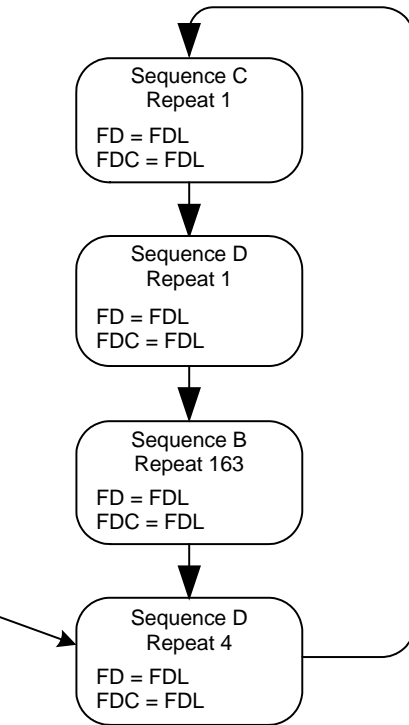 Sequence C
Repeat 1
FD = FDL
FDC = FDL
Sequence D
Repeat 1
FD = FDL
FDC = FDL
Sequence B
Repeat 163
FD = FDL
FDC = FDL
Sequence D
Repeat 4
FD = FDL
FDC = FDL